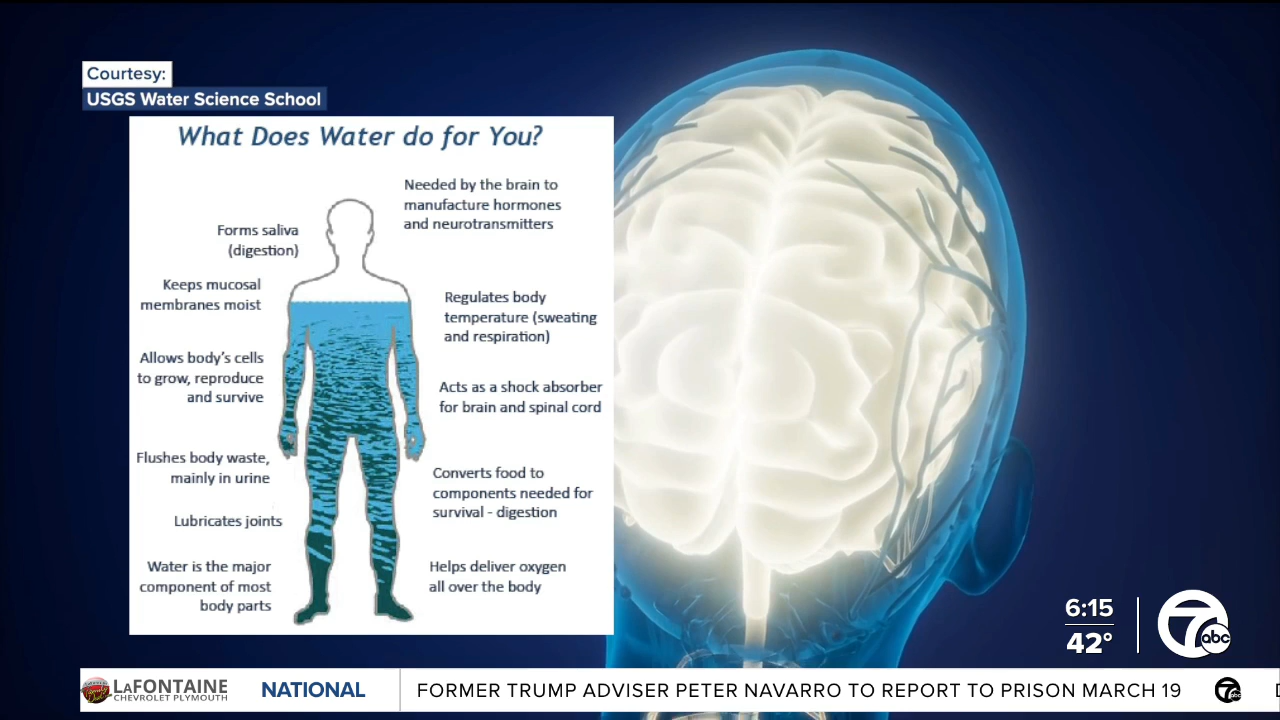 Courtesy:
USGS Water Science School
What Does Water do for You?
Needed by the brain to
manufacture hormones
and neurotransmitters
Forms saliva
(digestion)
Keeps mucosal
membranes moist
Regulates body
temperature (sweating
and respiration)
Allows body's cells
to grow, reproduce
and survive
Acts as a shock absorber
for brain and spinal cord
Flushes body waste,
mainly in urine
Converts food to
components needed for
survival - digestion
Lubricates joints
Water is the major
component of most
body parts
Helps deliver oxygen
all over the body
6:15
42°
7 abc
LAFONTAINE
CHEVROLET PLYMOUTH
NATIONAL
FORMER TRUMP ADVISER PETER NAVARRO TO REPORT TO PRISON MARCH 19
7 abc